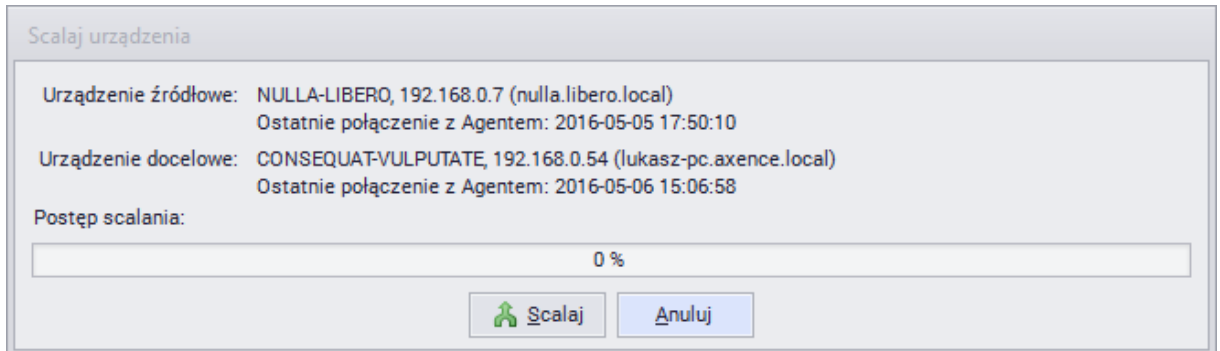 Scalaj urządzenia
Urządzenie źródłowe: NULLA-LIBERO, 192.168.0.7 (nulla.libero.local)
Ostatnie połączenie z Agentem: 2016-05-05 17:50:10
Urządzenie docelowe: CONSEQUAT-VULPUTATE, 192.168.0.54 (lukasz-pc.axence.local)
Ostatnie połączenie z Agentem: 2016-05-06 15:06:58
Postęp scalania:
0 %
Scalaj Anuluj